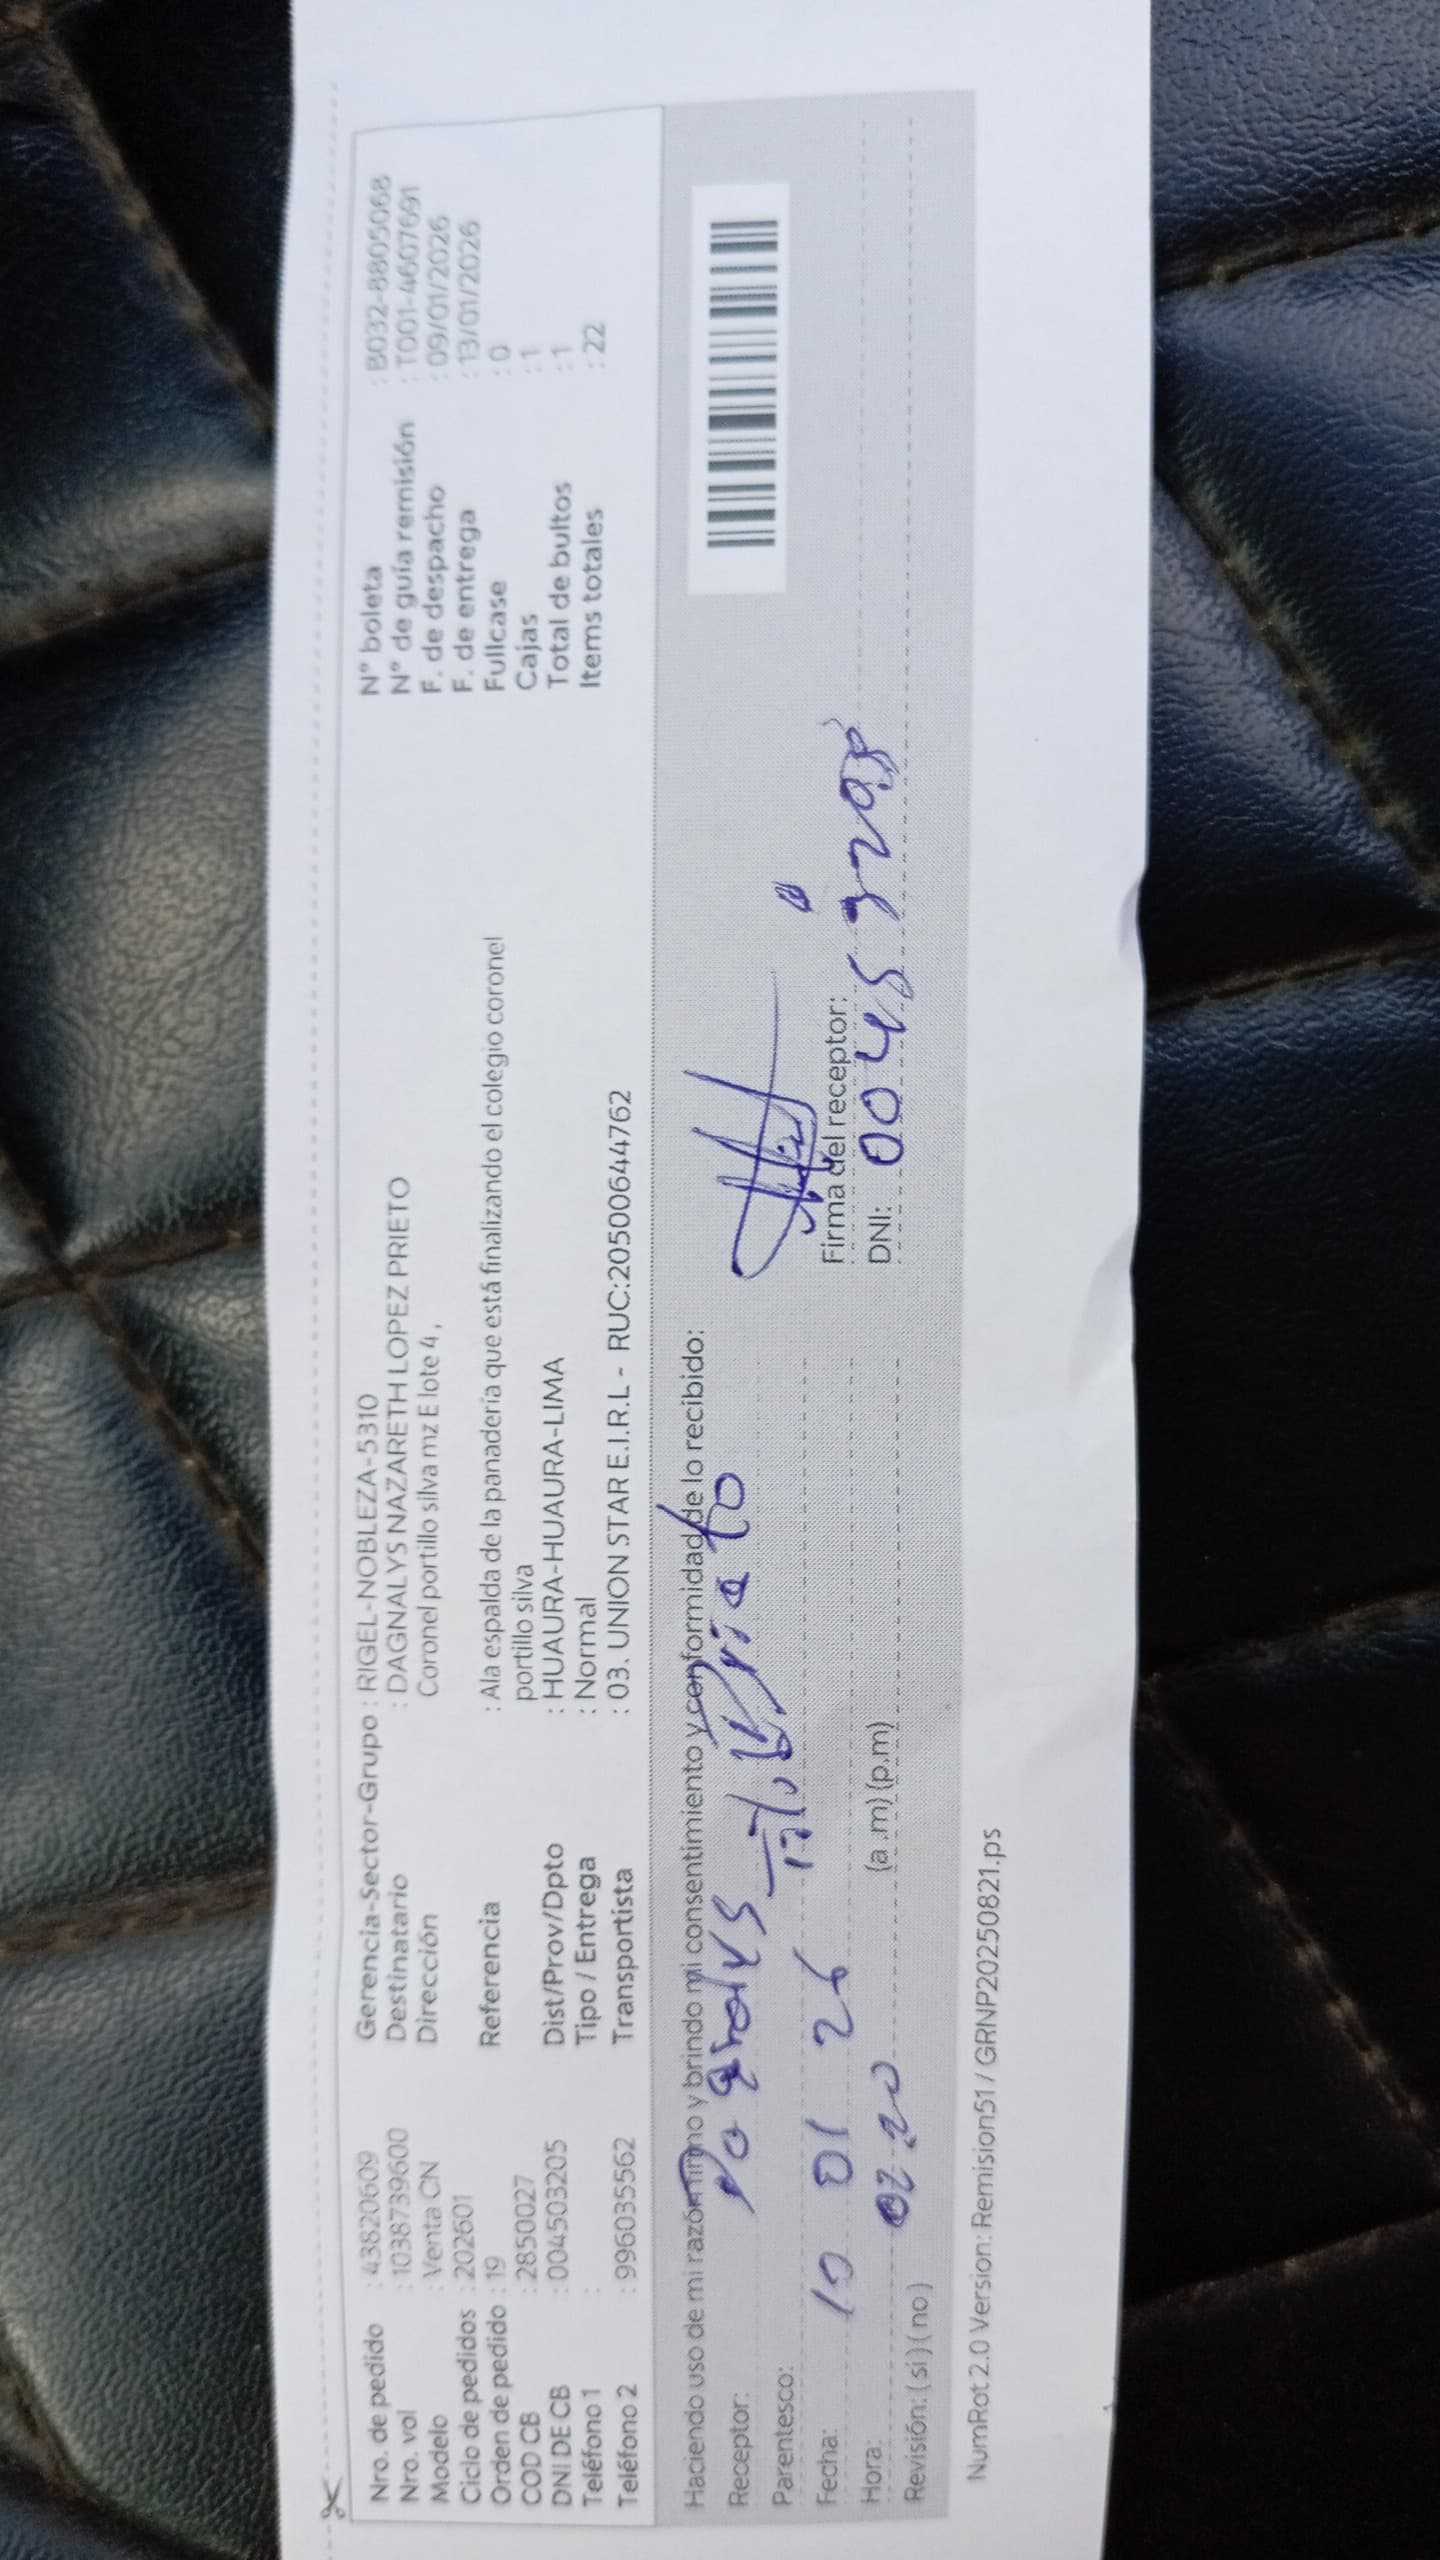 Nro. de pedido : 43820609 Gerencia-Sector-Grupo : RIGEL-NOBLEZA-5310 N° boleta : B032-8805068
Nro. vol : 1038739600 Destinatario : DAGNALYS NAZARETH LOPEZ PRIETO N° de guía remisión : T001-4607691
Modelo : Venta CN Dirección Coronel portillo silva mz E lote 4, F. de despacho : 09/01/2026
Ciclo de pedidos : 202601 F. de entrega : 13/01/2026
Orden de pedido : 19 Referencia : Ala espalda de la panadería que está finalizando el colegio coronel Fullcase : 0
COD CB : 2850027 portillo silva Cajas : 1
DNI DE CB : 004503205 Dist/Prov/Dpto : HUAURA-HUAURA-LIMA Total de bultos : 1
Teléfono 1 : Tipo / Entrega : Normal Items totales : 22
Teléfono 2 : 996035562 Transportista : 03. UNION STAR E.I.R.L - RUC:20500644762
Haciendo uso de mi razón firmo y brindo mi consentimiento y conformidad de lo recibido:
Receptor:
Parentesco: Titular
Fecha: 10 01 26 Firma del receptor:
Hora: 02 20 (a .m) (p.m) DNI:
Revisión: ( si ) ( no )
NumRot 2.0 Version: Remision51 / GRNP20250821.ps